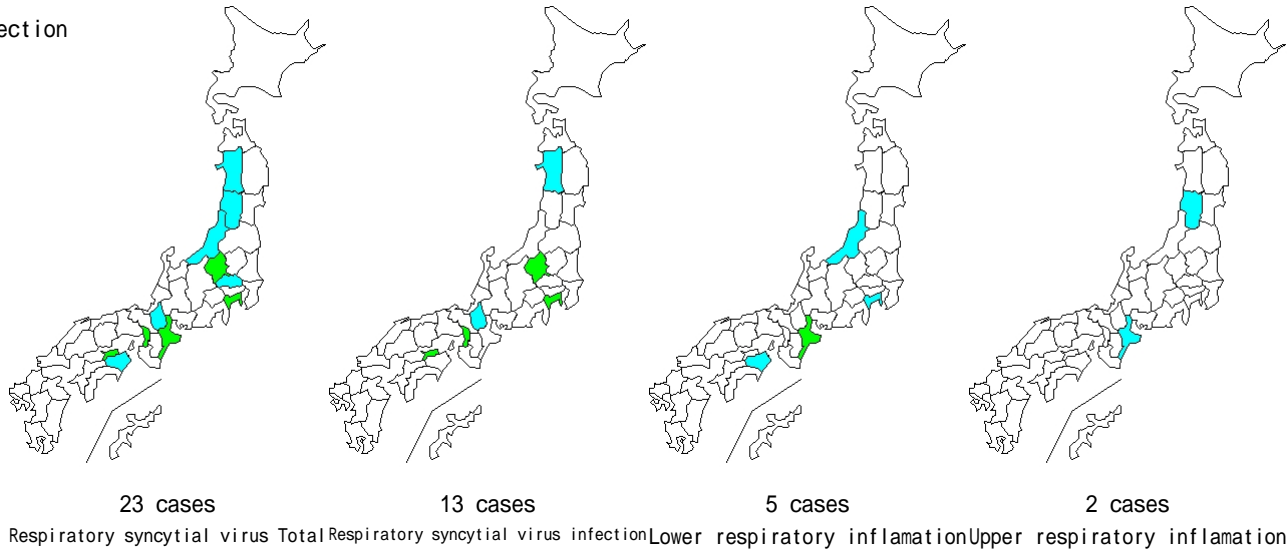 ection
23 cases
13 cases
5 cases
2 cases
Respiratory syncytial virus Total
Respiratory syncytial virus infection
Lower respiratory inflamation
Upper respiratory inflamation